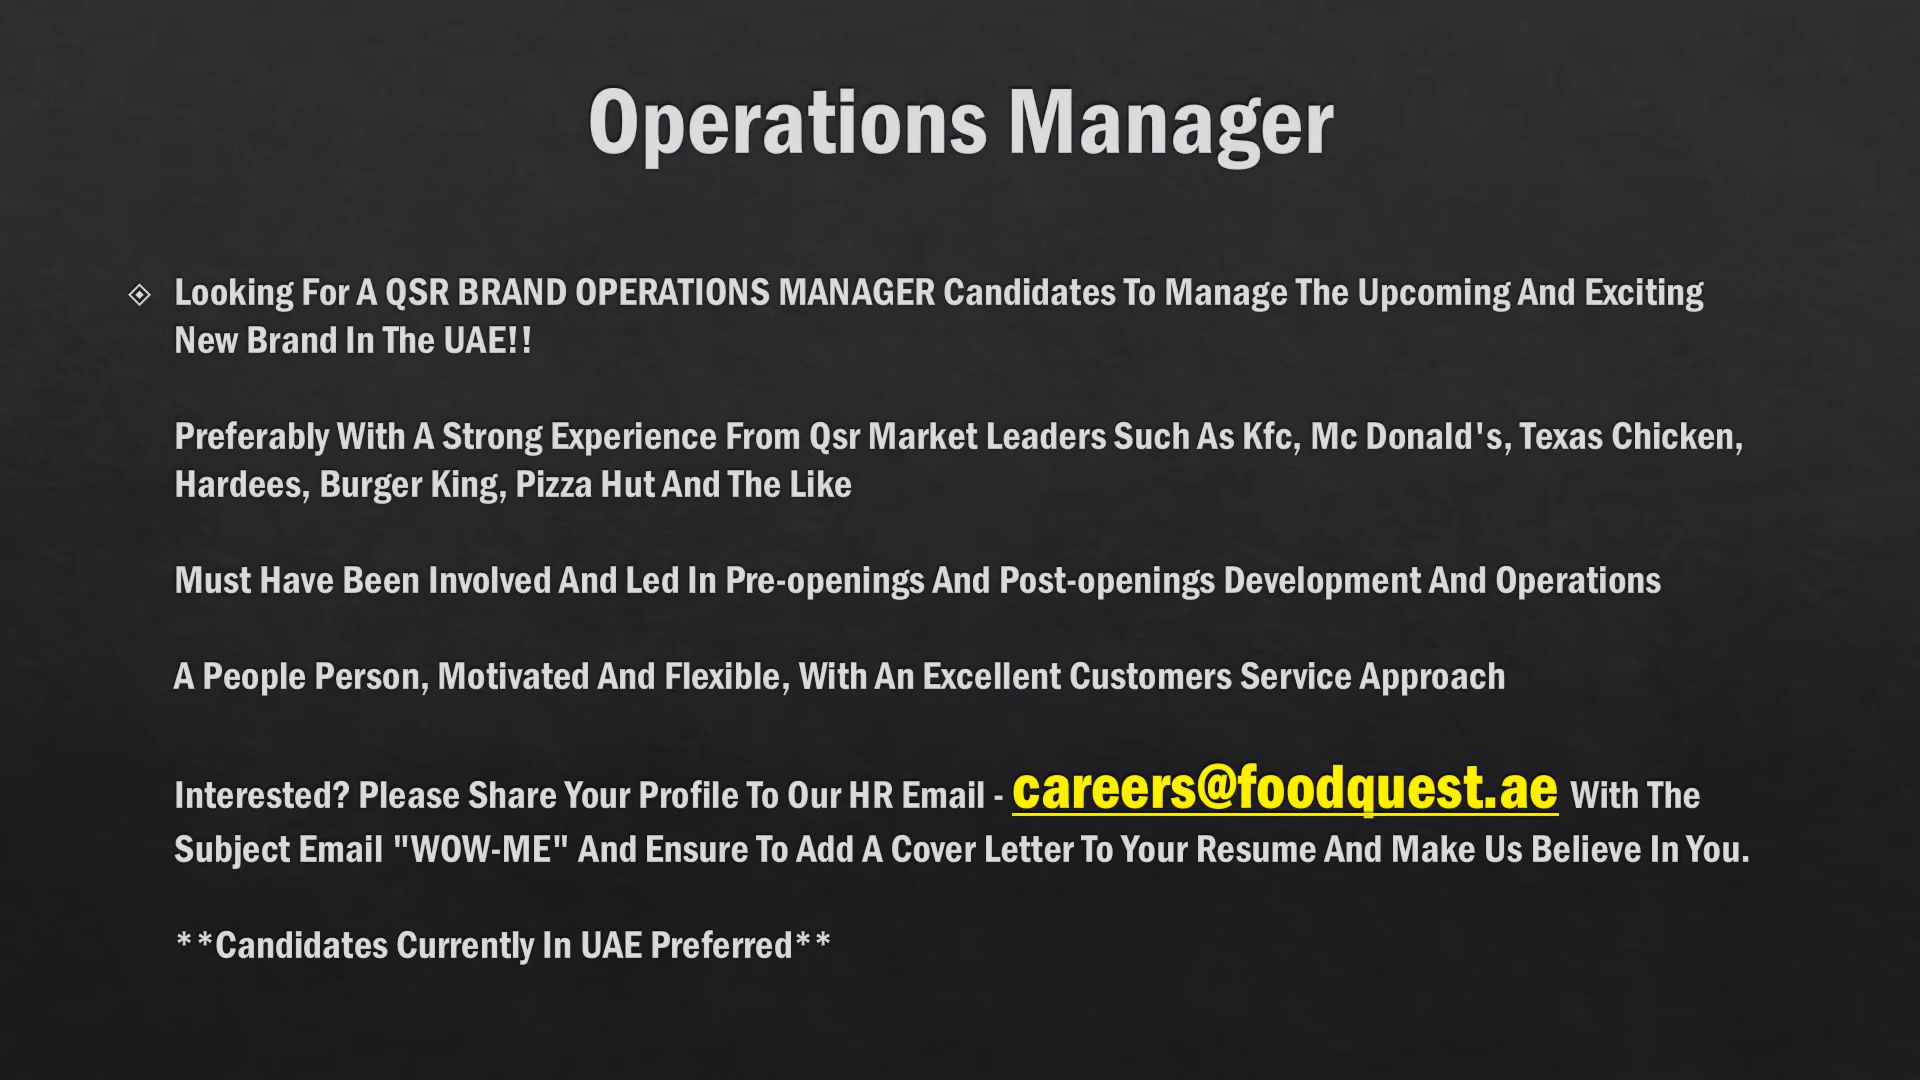 Operations Manager
Looking For A QSR BRAND OPERATIONS MANAGER Candidates To Manage The Upcoming And Exciting
New Brand In The UAE!!
Preferably With A Strong Experience From Qsr Market Leaders Such As Kfc, Mc Donald's, Texas Chicken,
Hardees, Burger King, Pizza Hut And The Like
Must Have Been Involved And Led In Pre-openings And Post-openings Development And Operations
A People Person, Motivated And Flexible, With An Excellent Customers Service Approach
Interested? Please Share Your Profile To Our HR Email - careers@foodquest.ae With The
Subject Email "WOW-ME" And Ensure To Add A Cover Letter To Your Resume And Make Us Believe In You.
**Candidates Currently In UAE Preferred**